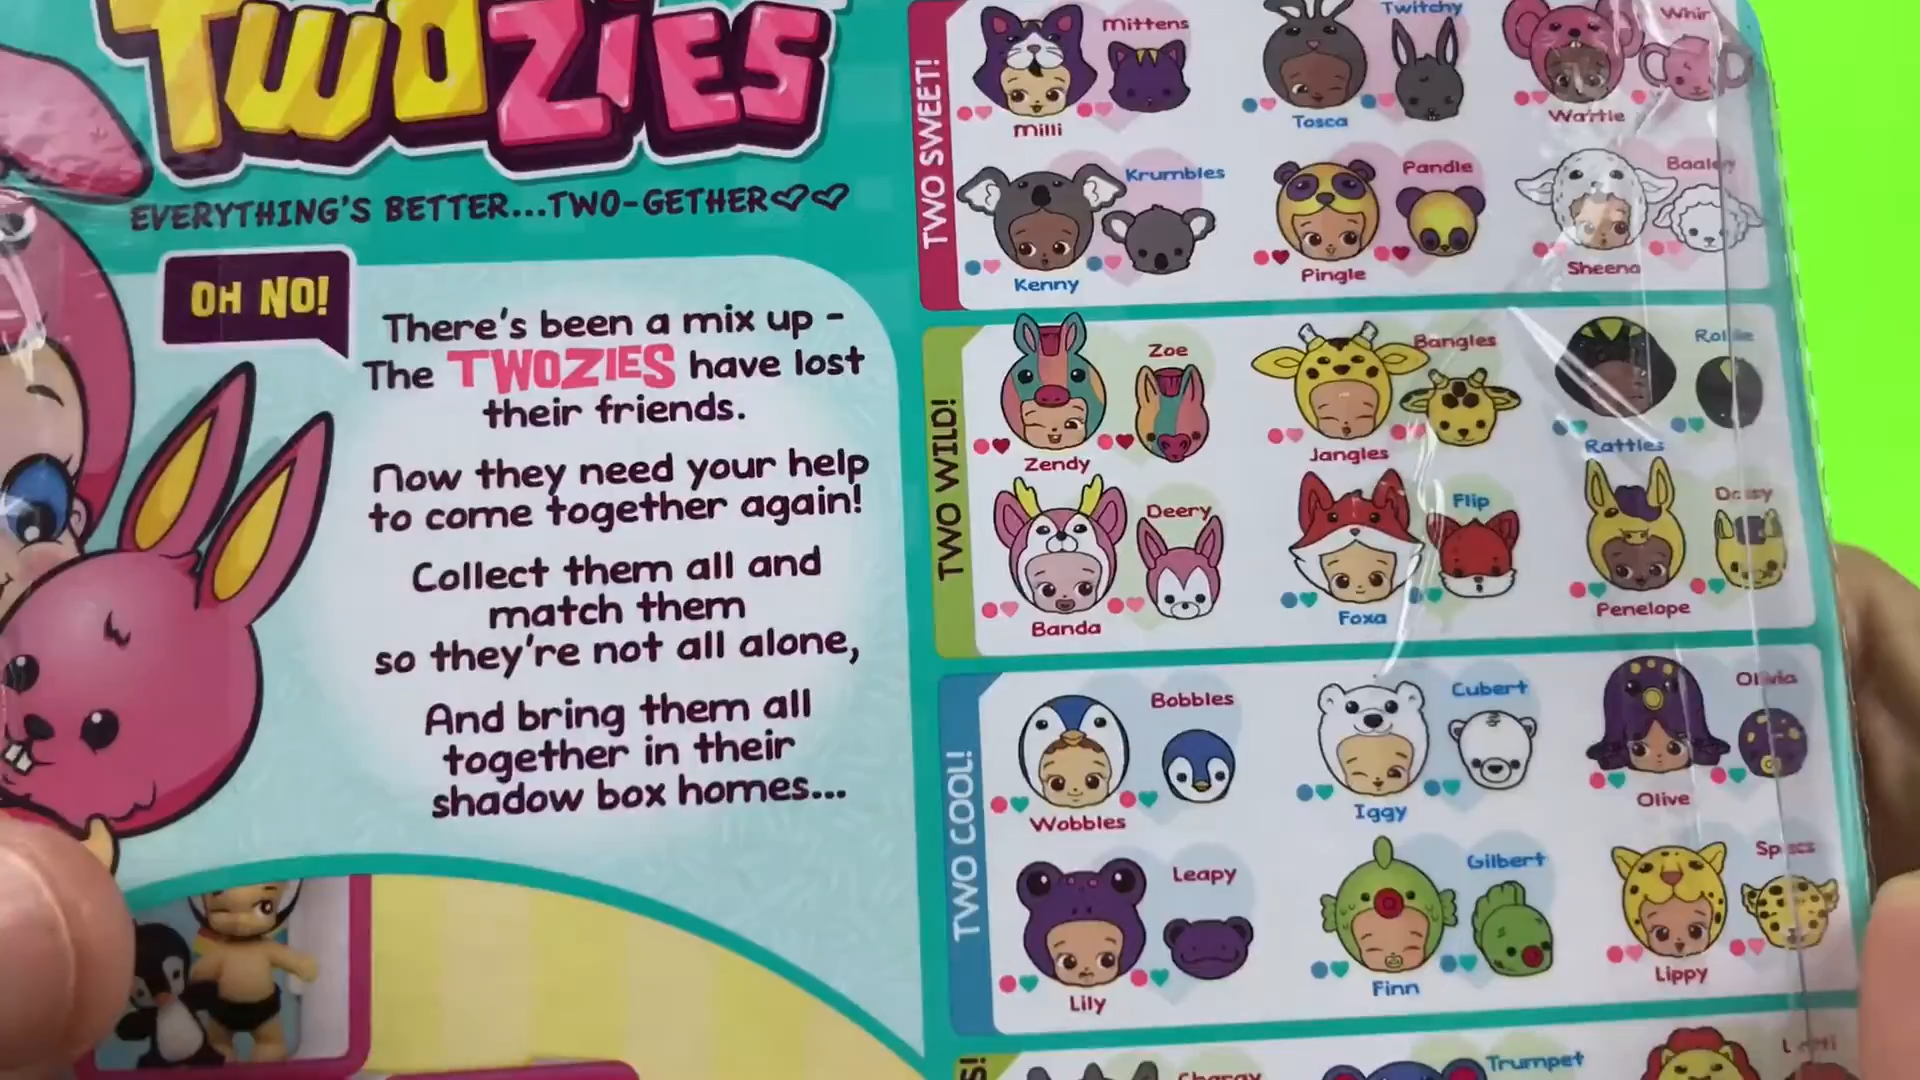 TWOZIES
EVERYTHING'S BETTER...TWO-GETHER
OH NO!
There's been a mix up -
The TWOZIES have lost
their friends.
Now they need your help
to come together again!
Collect them all and
match them
so they're not all alone,
And bring them all
together in their
shadow box homes...
TWO SWEET!
Mittens
Milli
Twitchy
Tosca
Krumbles
Kenny
Pandle
Pingle
Sheena
TWO WILD!
Zoe
Zendy
Bangles
Jangles
Rattles
Deery
Banda
Flip
Foxa
Daisy
Penelope
TWO COOL!
Bobbles
Wobbles
Cubert
Iggy
Olivia
Olive
Leapy
Lily
Gilbert
Finn
Specs
Lippy
Trumpet